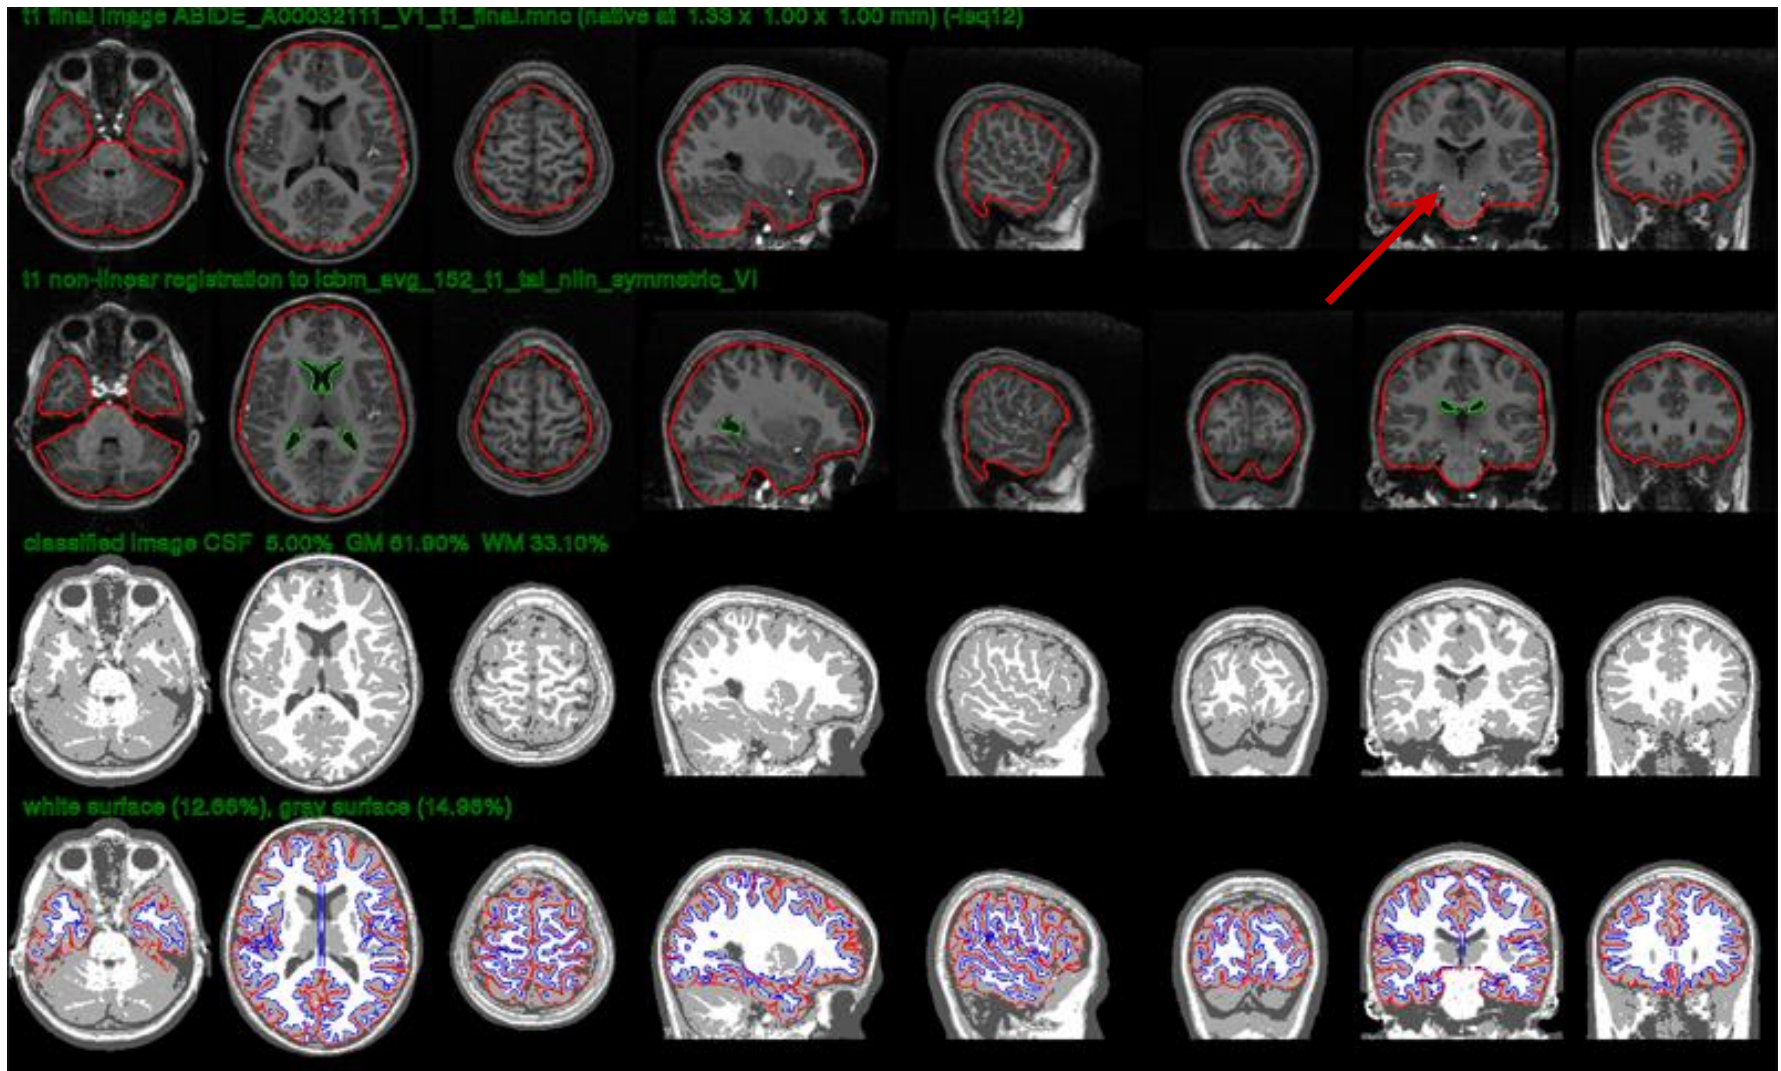 t1 final image ABIDE_A00032111_V1_t1_final.mnc (native at 1.33 x 1.00 x 1.00 mm) (-lsq12)
t1 non-linear registration to icbm_avg_152_t1_tal_nlin_symmetric_VI
classified image CSF 5.00% GM 61.90% WM 33.10%
white surface (12.66%), gray surface (14.96%)